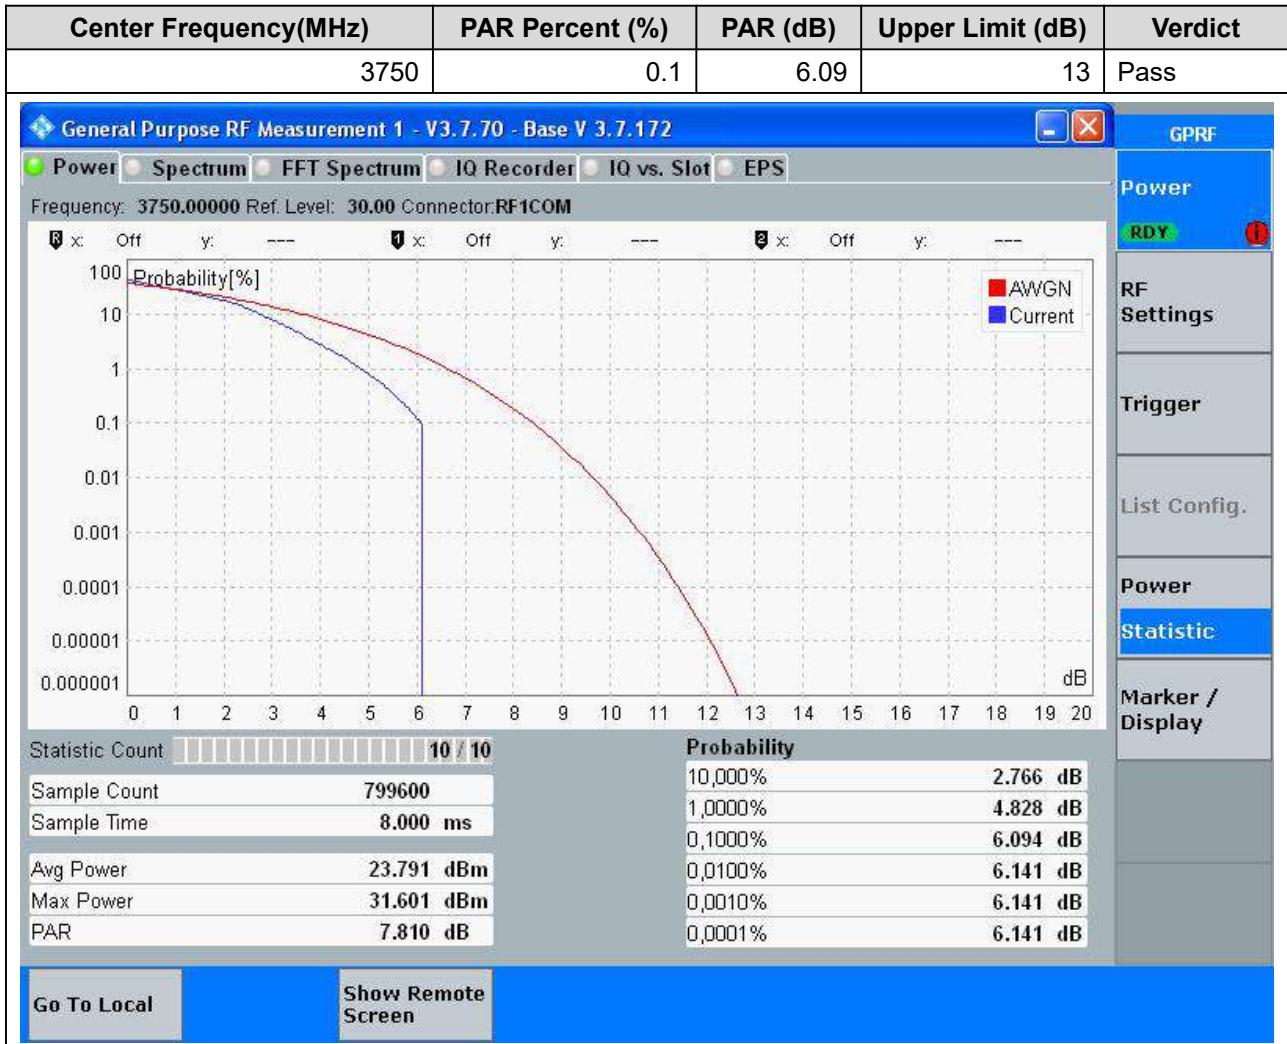 Center Frequency(MHz) PAR Percent (%) PAR (dB) Upper Limit (dB) Verdict
3750 0.1 6.09 13 Pass
General Purpose RF Measurement 1 - V3.7.70 - Base V 3.7.172
GPRF
Power Spectrum FFT Spectrum IQ Recorder IQ vs. Slot EPS
Frequency: 3750.00000 Ref. Level: 30.00 Connector:RF1COM
R x: Off y: --- 1 x: Off y: --- 2 x: Off y: ---
Probability[%]
100
10
1
0.1
0.01
0.001
0.0001
0.00001
0.000001
AWGN
Current
dB
0 1 2 3 4 5 6 7 8 9 10 11 12 13 14 15 16 17 18 19 20
Statistic Count 10 / 10
Sample Count 799600
Sample Time 8.000 ms
Avg Power 23.791 dBm
Max Power 31.601 dBm
PAR 7.810 dB
Probability
10,000% 2.766 dB
1,0000% 4.828 dB
0,1000% 6.094 dB
0,0100% 6.141 dB
0,0010% 6.141 dB
0,0001% 6.141 dB
Power
RDY
RF
Settings
Trigger
List Config.
Power
Statistic
Marker /
Display
Go To Local
Show Remote
Screen